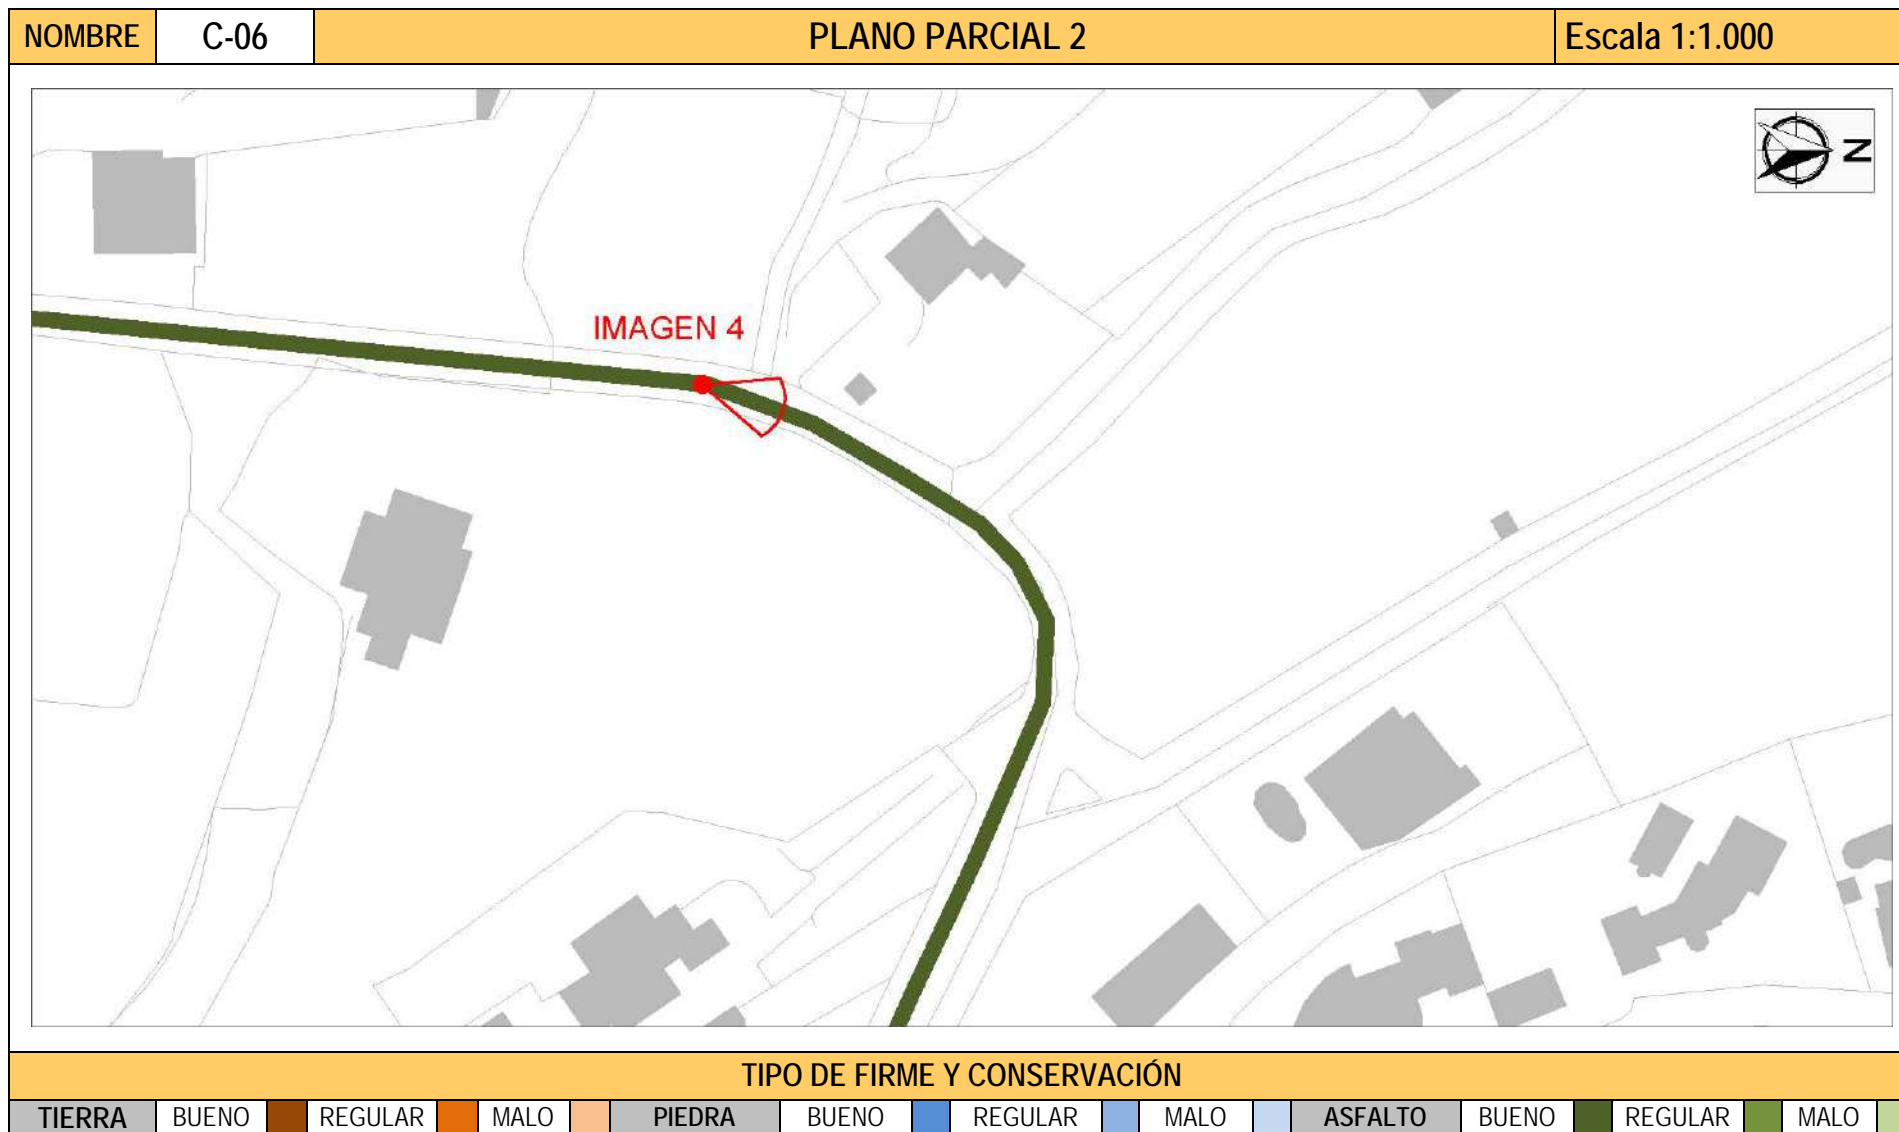 NOMBRE C-06 PLANO PARCIAL 2 Escala 1:1.000
N
IMAGEN 4
TIPO DE FIRME Y CONSERVACIÓN
TIERRA BUENO REGULAR MALO PIEDRA BUENO REGULAR MALO ASFALTO BUENO REGULAR MALO